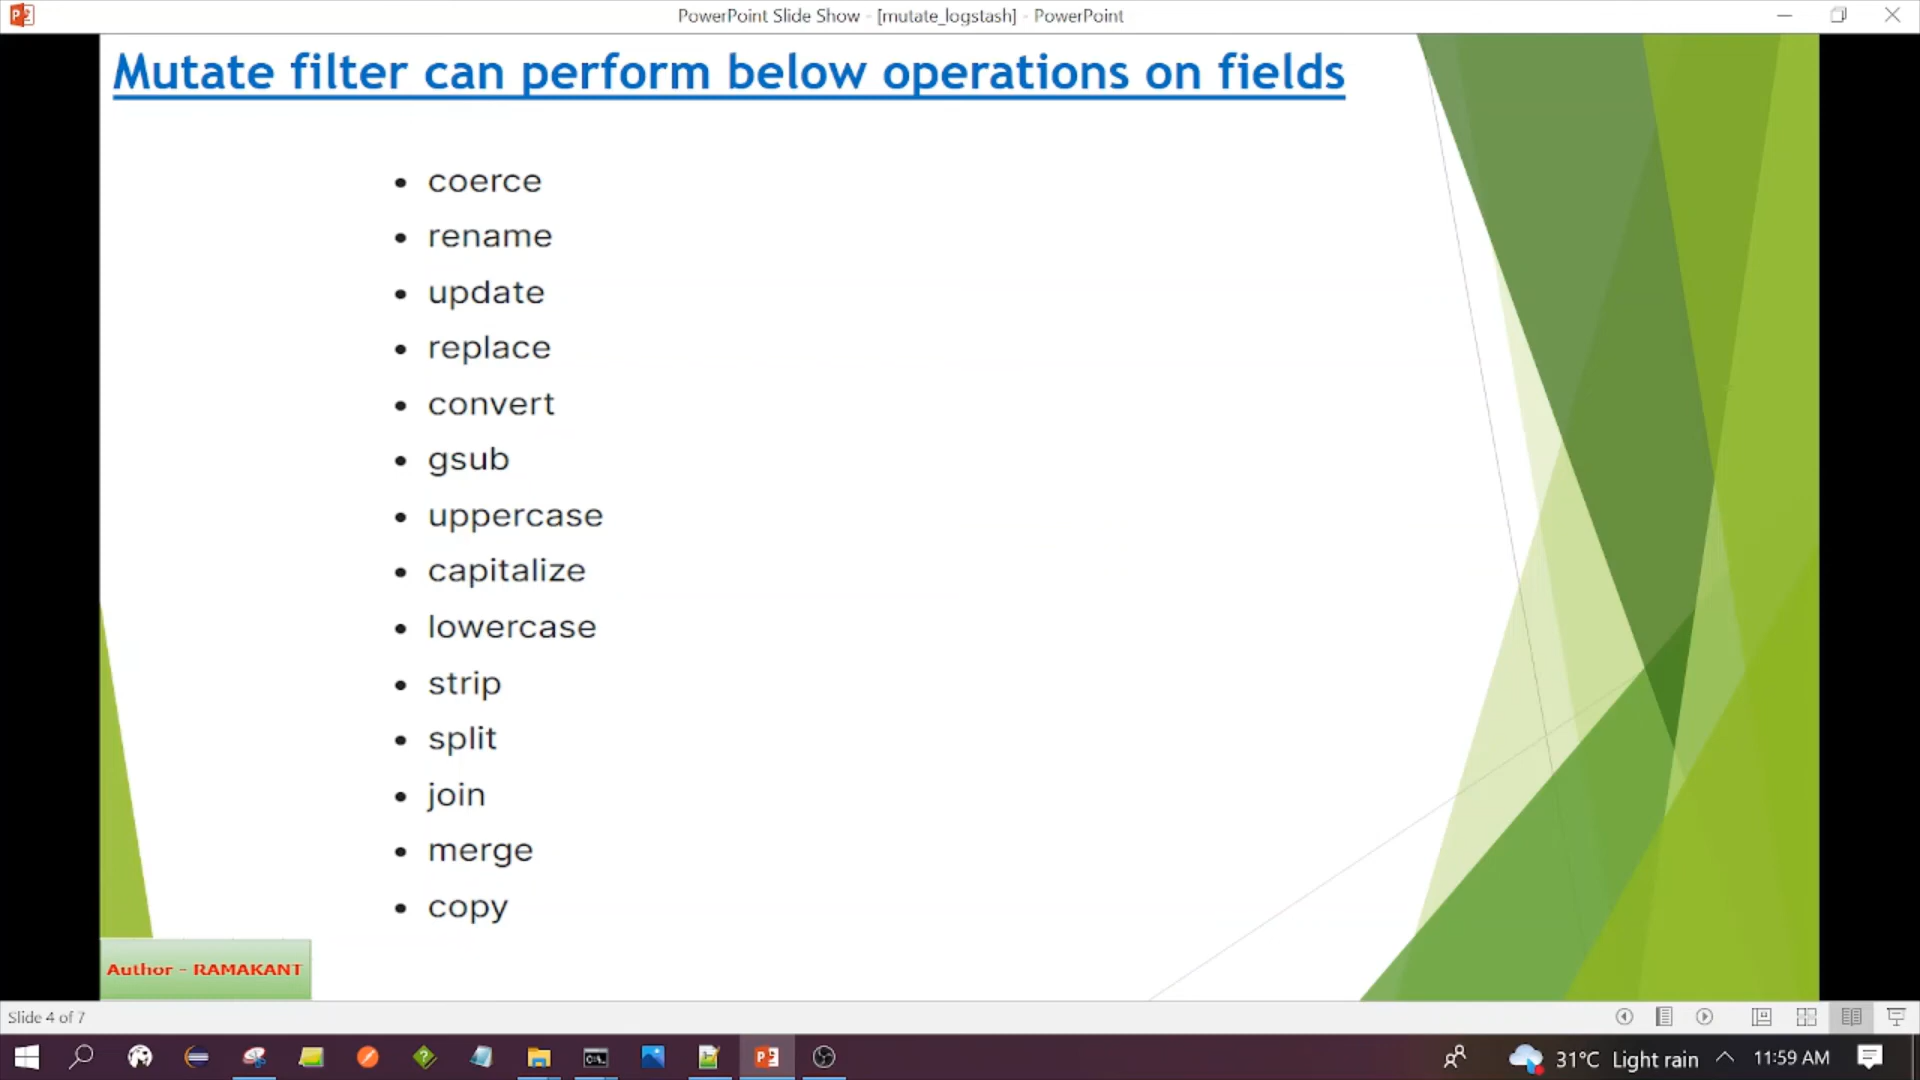 PowerPoint Slide Show - [mutate_logstash] - PowerPoint
Mutate filter can perform below operations on fields
• coerce
• rename
• update
• replace
• convert
• gsub
• uppercase
• capitalize
• lowercase
• strip
• split
• join
• merge
• copy
Author - RAMAKANT
Slide 4 of 7
31°C Light rain
11:59 AM